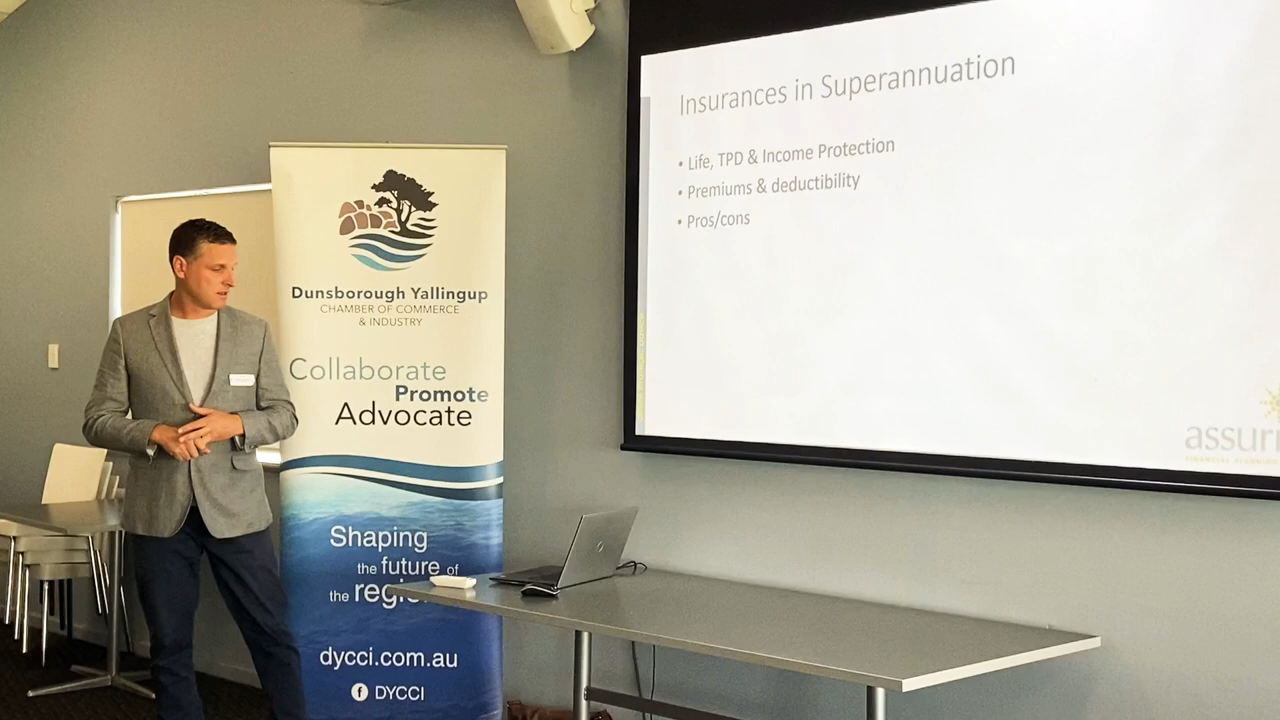 Dunsborough Yallingup
CHAMBER OF COMMERCE
& INDUSTRY
Collaborate
Promote
Advocate
Shaping
the future of
the
dycci.com.au
f DYCCI
Insurances in Superannuation
• Life, TPD & Income Protection
• Premiums & deductibility
• Pros/cons